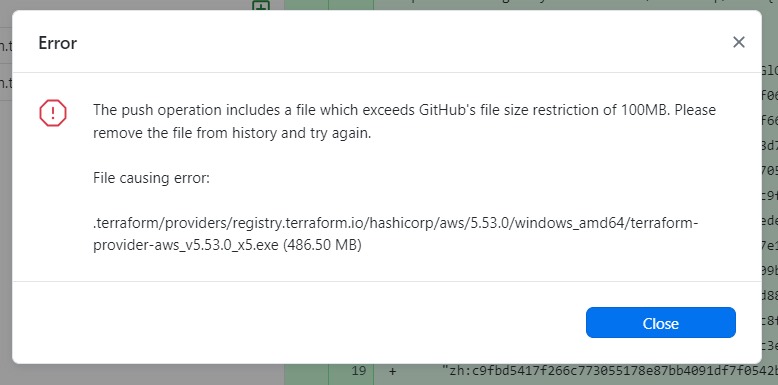 Error
The push operation includes a file which exceeds GitHub's file size restriction of 100MB. Please
remove the file from history and try again.
File causing error:
.terraform/providers/registry.terraform.io/hashicorp/aws/5.53.0/windows_amd64/terraform-
provider-aws_v5.53.0_x5.exe (486.50 MB)
Close
19 + "zh:c9fbd5417f266c773055178e87bb4091df7f0542b